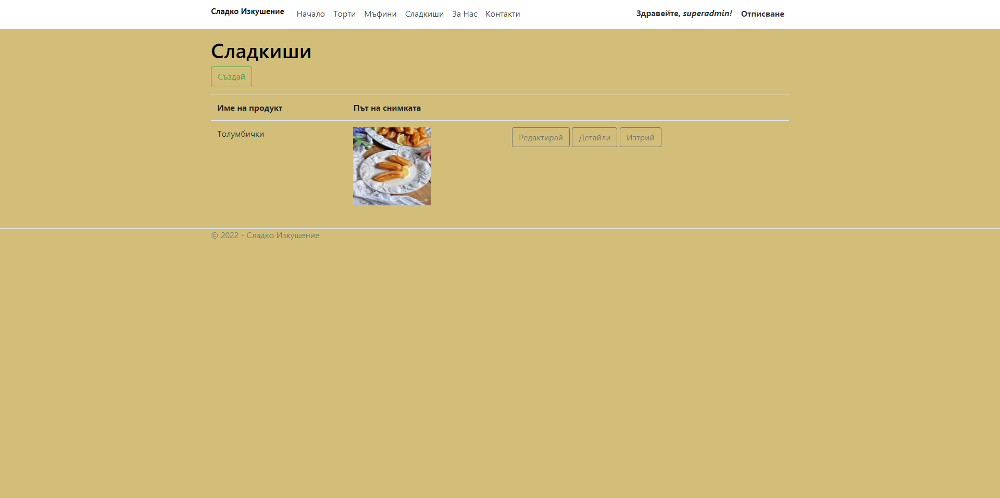 Сладко Изкушение Начало Торти Мъфини Сладкиши За Нас Контакти Здравейте, superadmin! Отписване
Сладкиши
Създай
Име на продукт Път на снимката
Толумбички Редактирай Детайли Изтрий
© 2022 - Сладко Изкушение